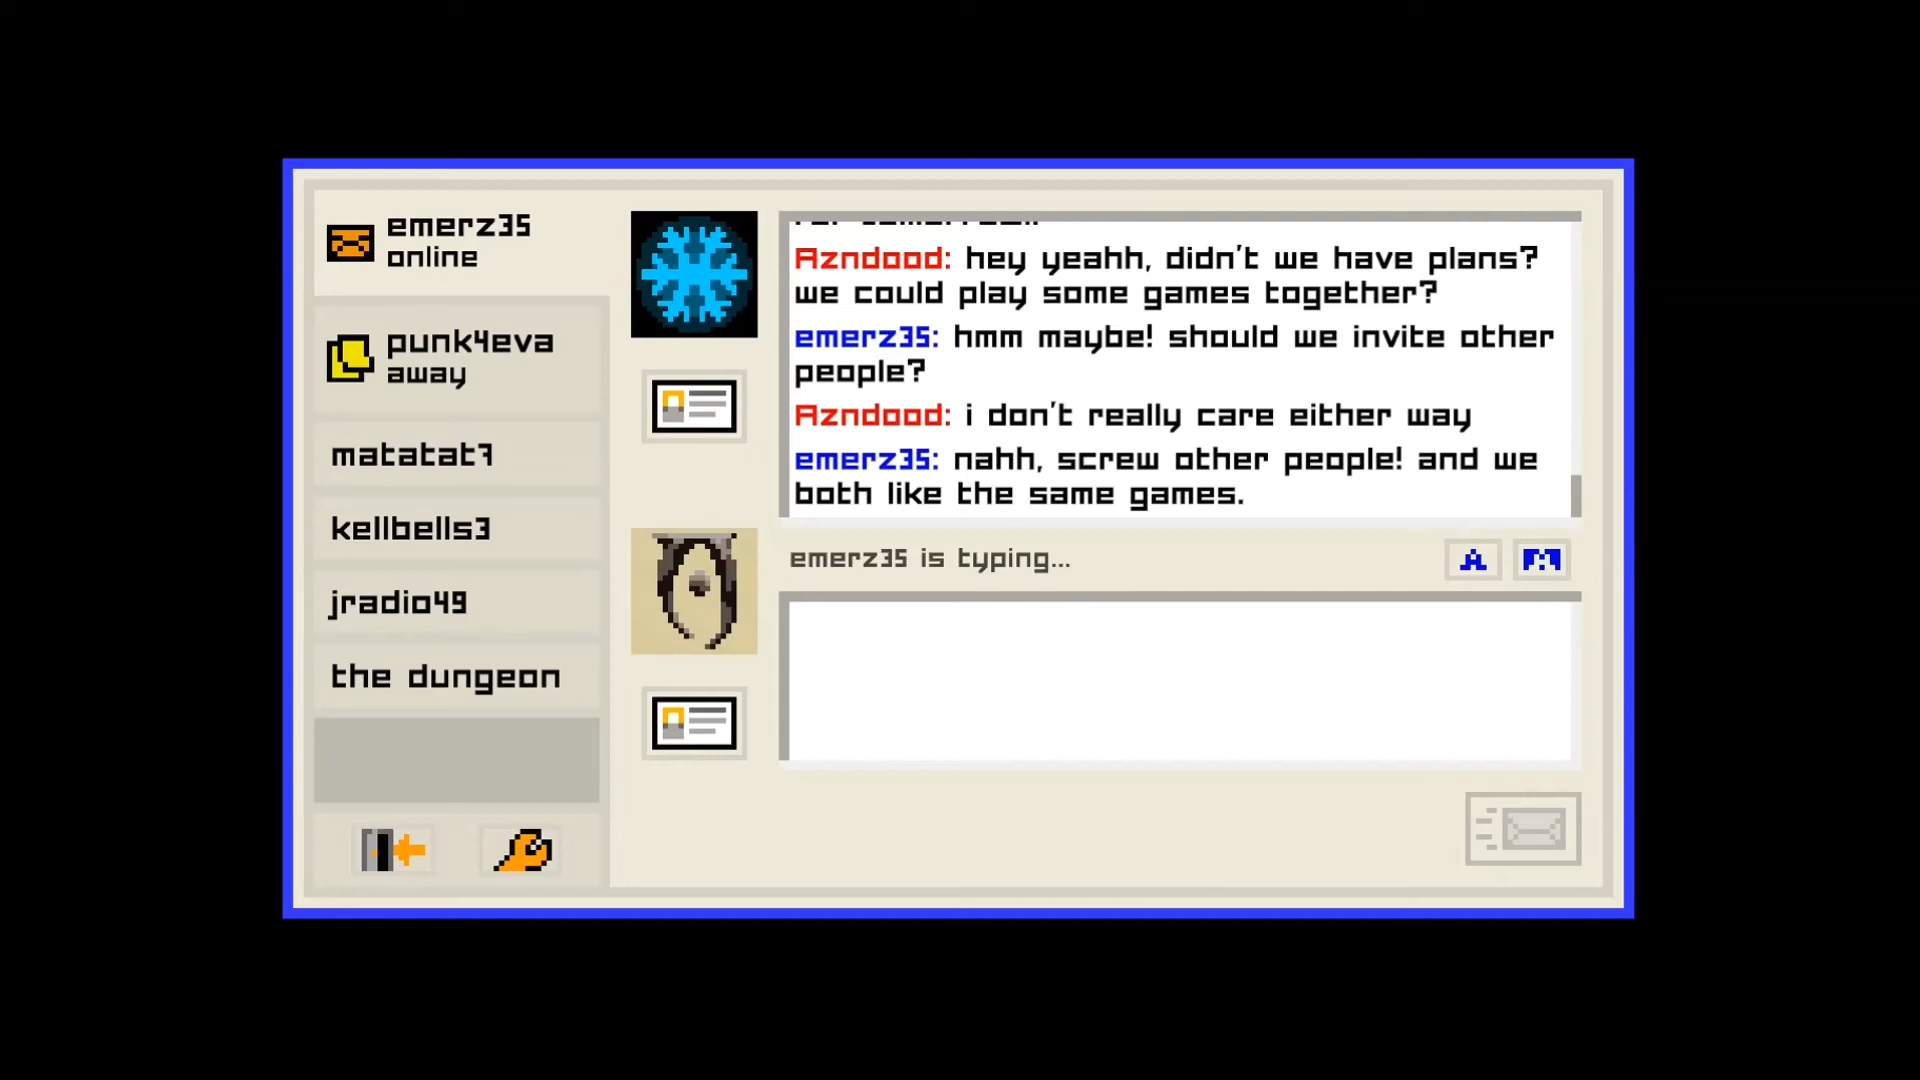 emerz35
online
punk4eva
away
matatat7
kellbells3
jradio49
the dungeon
Azndood: hey yeahh, didn't we have plans?
we could play some games together?
emerz35: hmm maybe! should we invite other
people?
Azndood: i don't really care either way
emerz35: nahh, screw other people! and we
both like the same games.
emerz35 is typing...
A